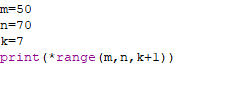 m=50
n=70
k=7
print(*range(m,n,k+1))